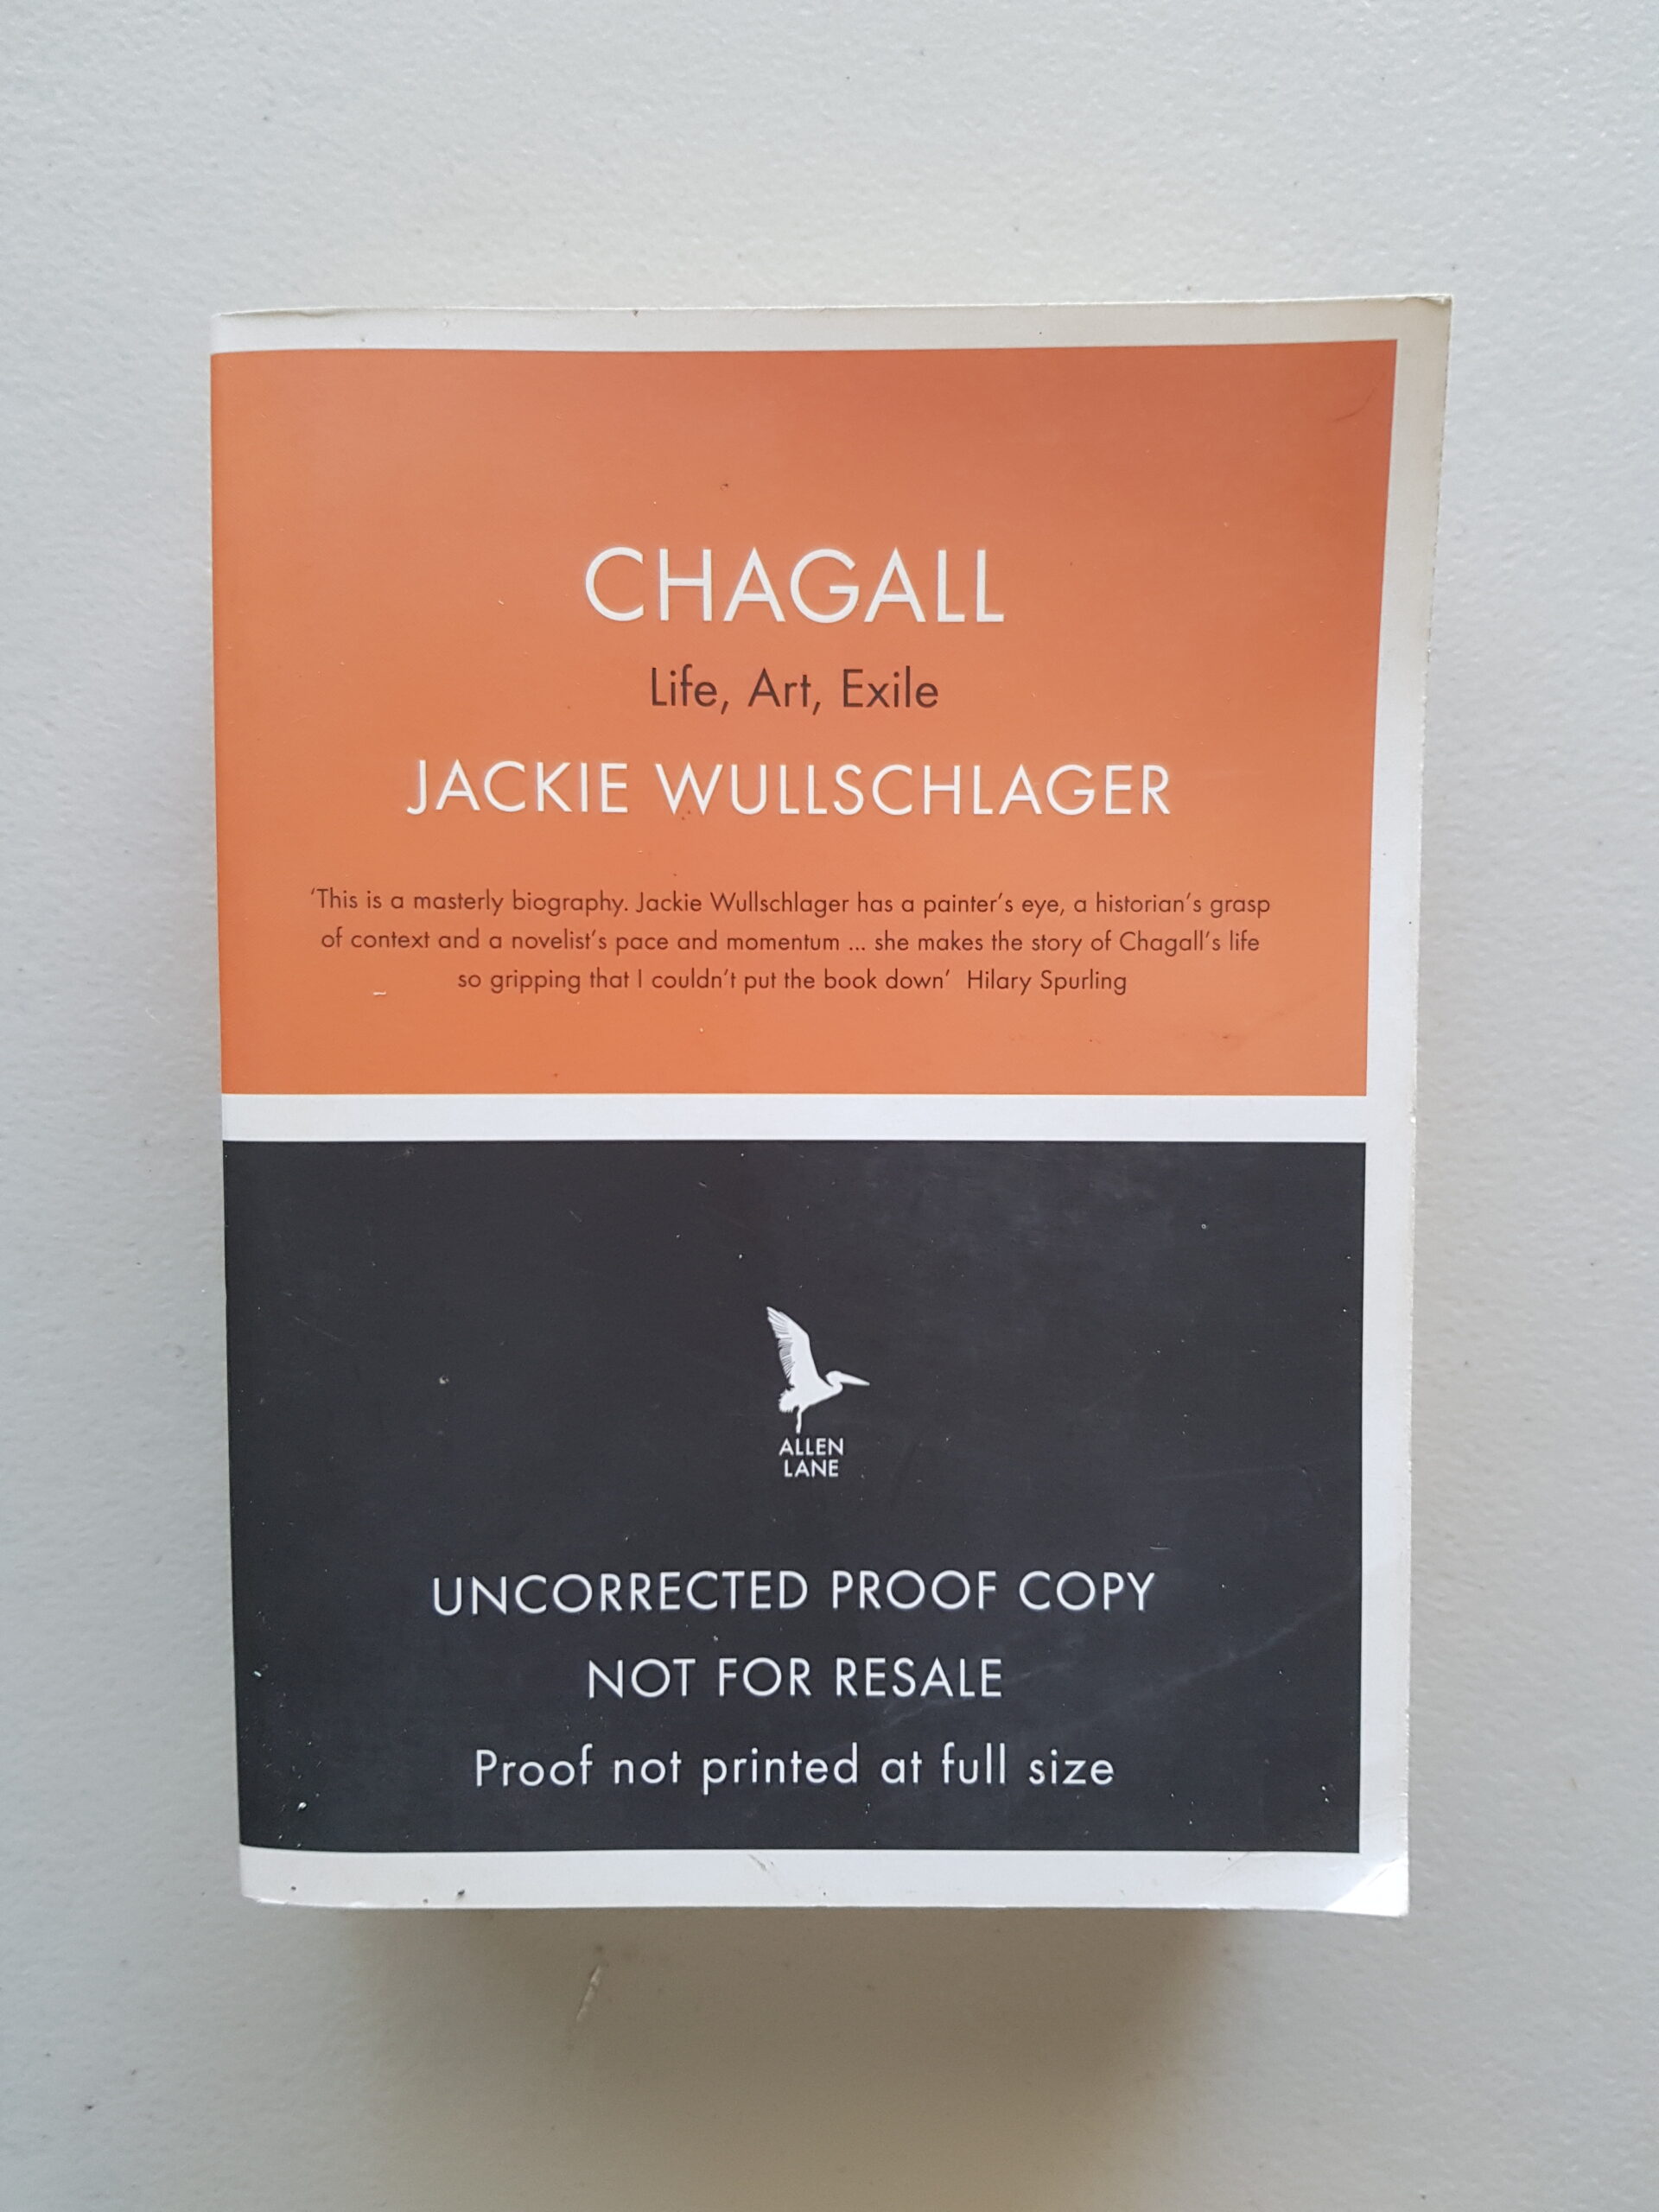 CHAGALL
Life, Art, Exile
JACKIE WULLSCHLAGER
‘This is a masterly biography. Jackie Wullschlager has a painter’s eye, a historian’s grasp
of context and a novelist’s pace and momentum ... she makes the story of Chagall’s life
so gripping that I couldn’t put the book down’ Hilary Spurling
ALLEN
LANE
UNCORRECTED PROOF COPY
NOT FOR RESALE
Proof not printed at full size